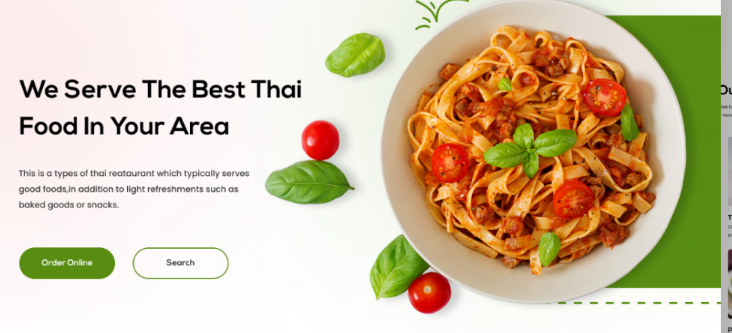 We Serve The Best Thai
Food In Your Area
This is a types of thai reataurant which typically serves
good foods,in addition to light refreshments such as
baked goods or snacks.
Order Online
Search